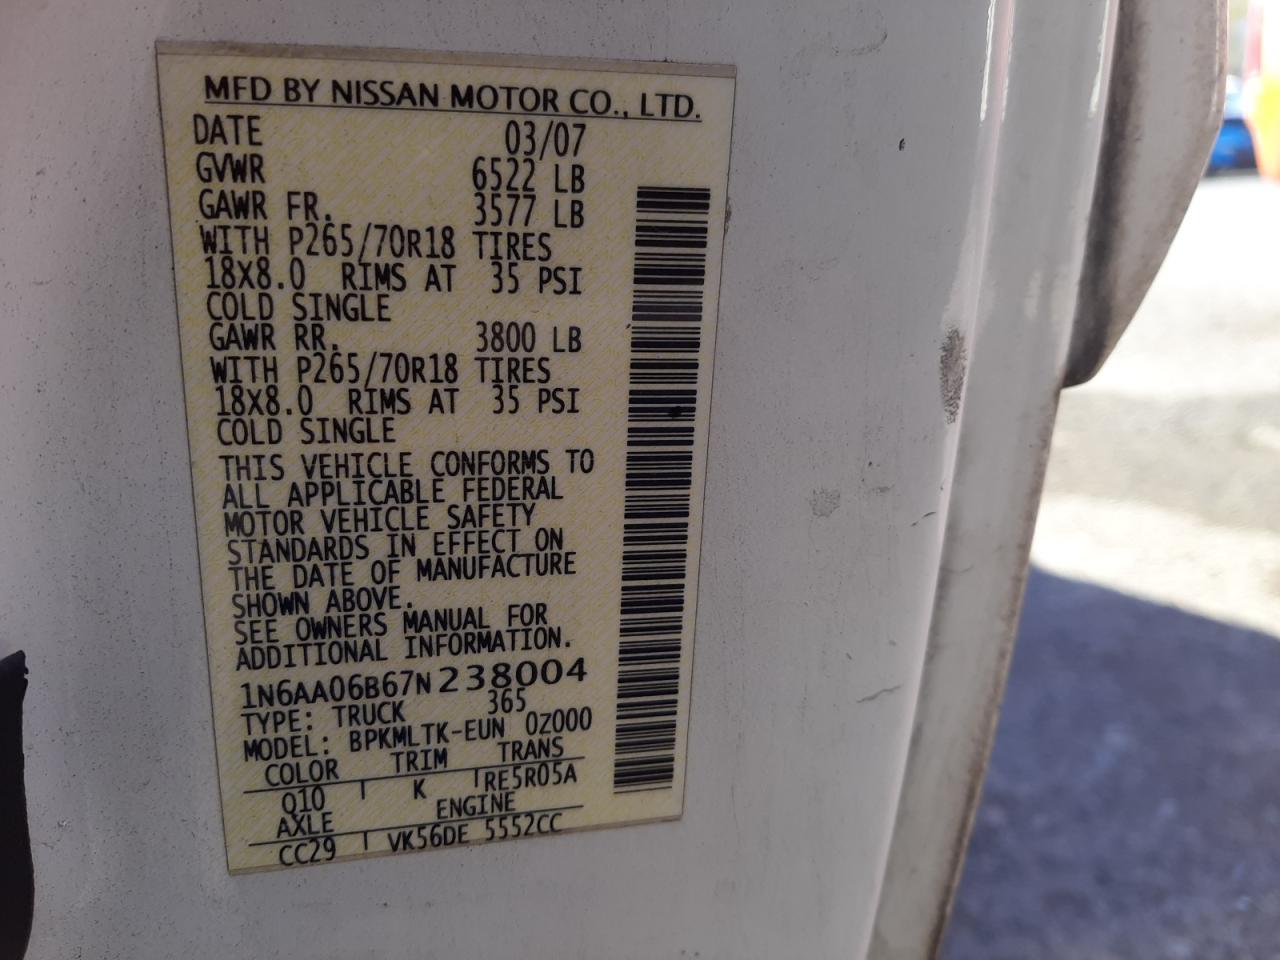 MFD BY NISSAN MOTOR CO., LTD.
DATE 03/07
GVWR 6522 LB
GAWR FR. 3577 LB
WITH P265/70R18 TIRES
18X8.0 RIMS AT 35 PSI
COLD SINGLE
GAWR RR. 3800 LB
WITH P265/70R18 TIRES
18X8.0 RIMS AT 35 PSI
COLD SINGLE
THIS VEHICLE CONFORMS TO
ALL APPLICABLE FEDERAL
MOTOR VEHICLE SAFETY
STANDARDS IN EFFECT ON
THE DATE OF MANUFACTURE
SHOWN ABOVE.
SEE OWNERS MANUAL FOR
ADDITIONAL INFORMATION.
1N6AA06B67N238004
TYPE: TRUCK 365
MODEL: BPKMLTK-EUN 0Z000
COLOR TRIM TRANS
Q10 K RE5R05A
AXLE ENGINE
CC29 VK56DE 5552CC